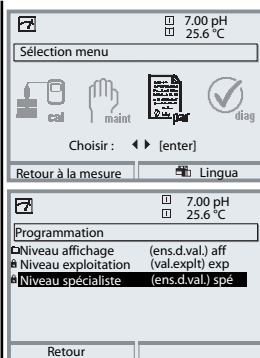 7.00 pH
25.6 °C
Sélection menu
cal
maint
par
diag
Choisir : [enter]
Retour à la mesure
Lingua
7.00 pH
25.6 °C
Programmation
Niveau affichage (ens.d.val.) aff
Niveau exploitation (val.explt) exp
Niveau spécialiste (ens.d.val.) spé
Retour